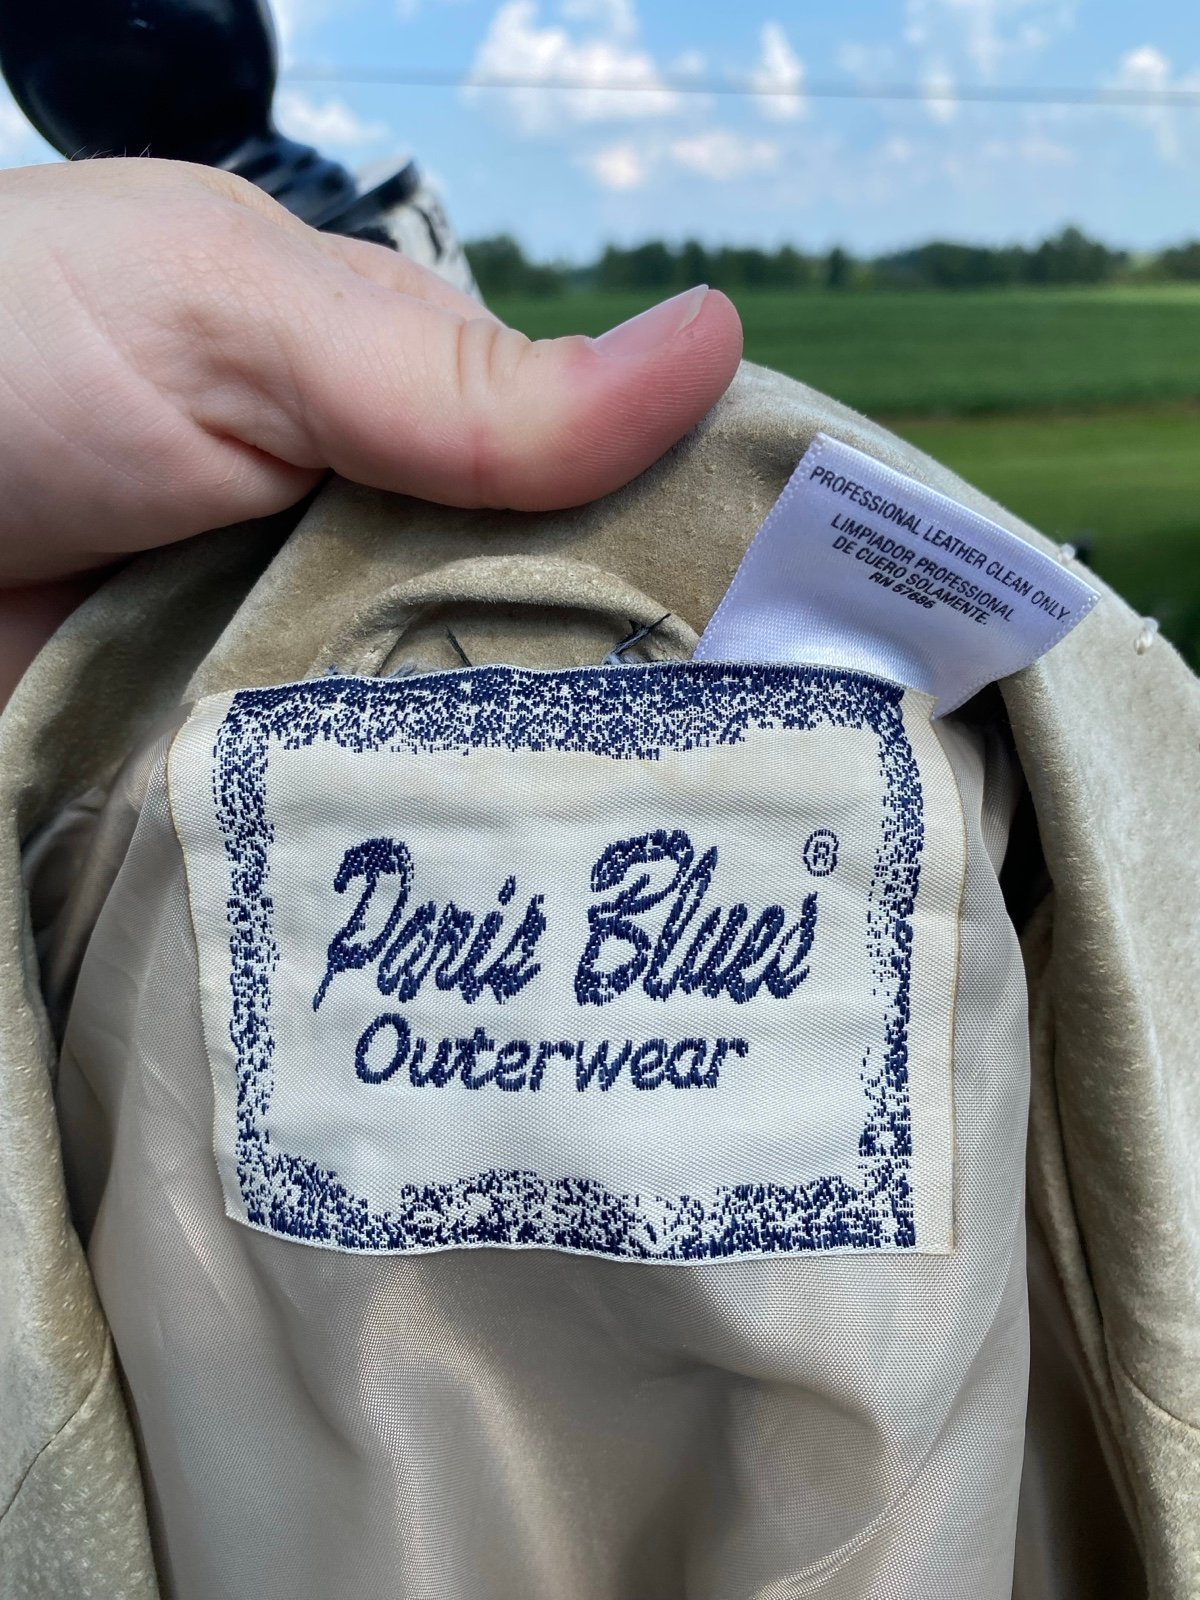 PROFESSIONAL LEATHER CLEAN ONLY.
LIMPIADOR PROFESSIONAL
DE CUERO SOLAMENTE.
RN 57686
Paris Blues ®
Outerwear